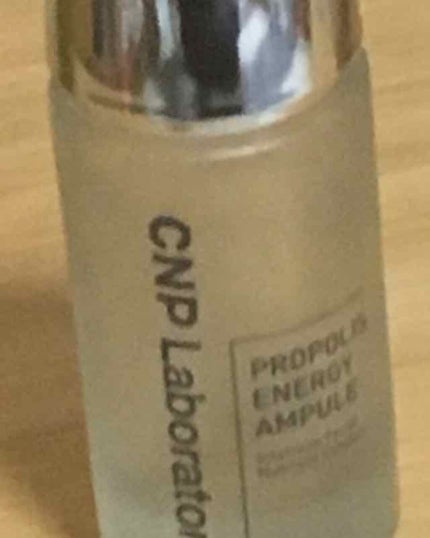 CNP Laborator
PROPOLIS
ENERGY
AMPULE